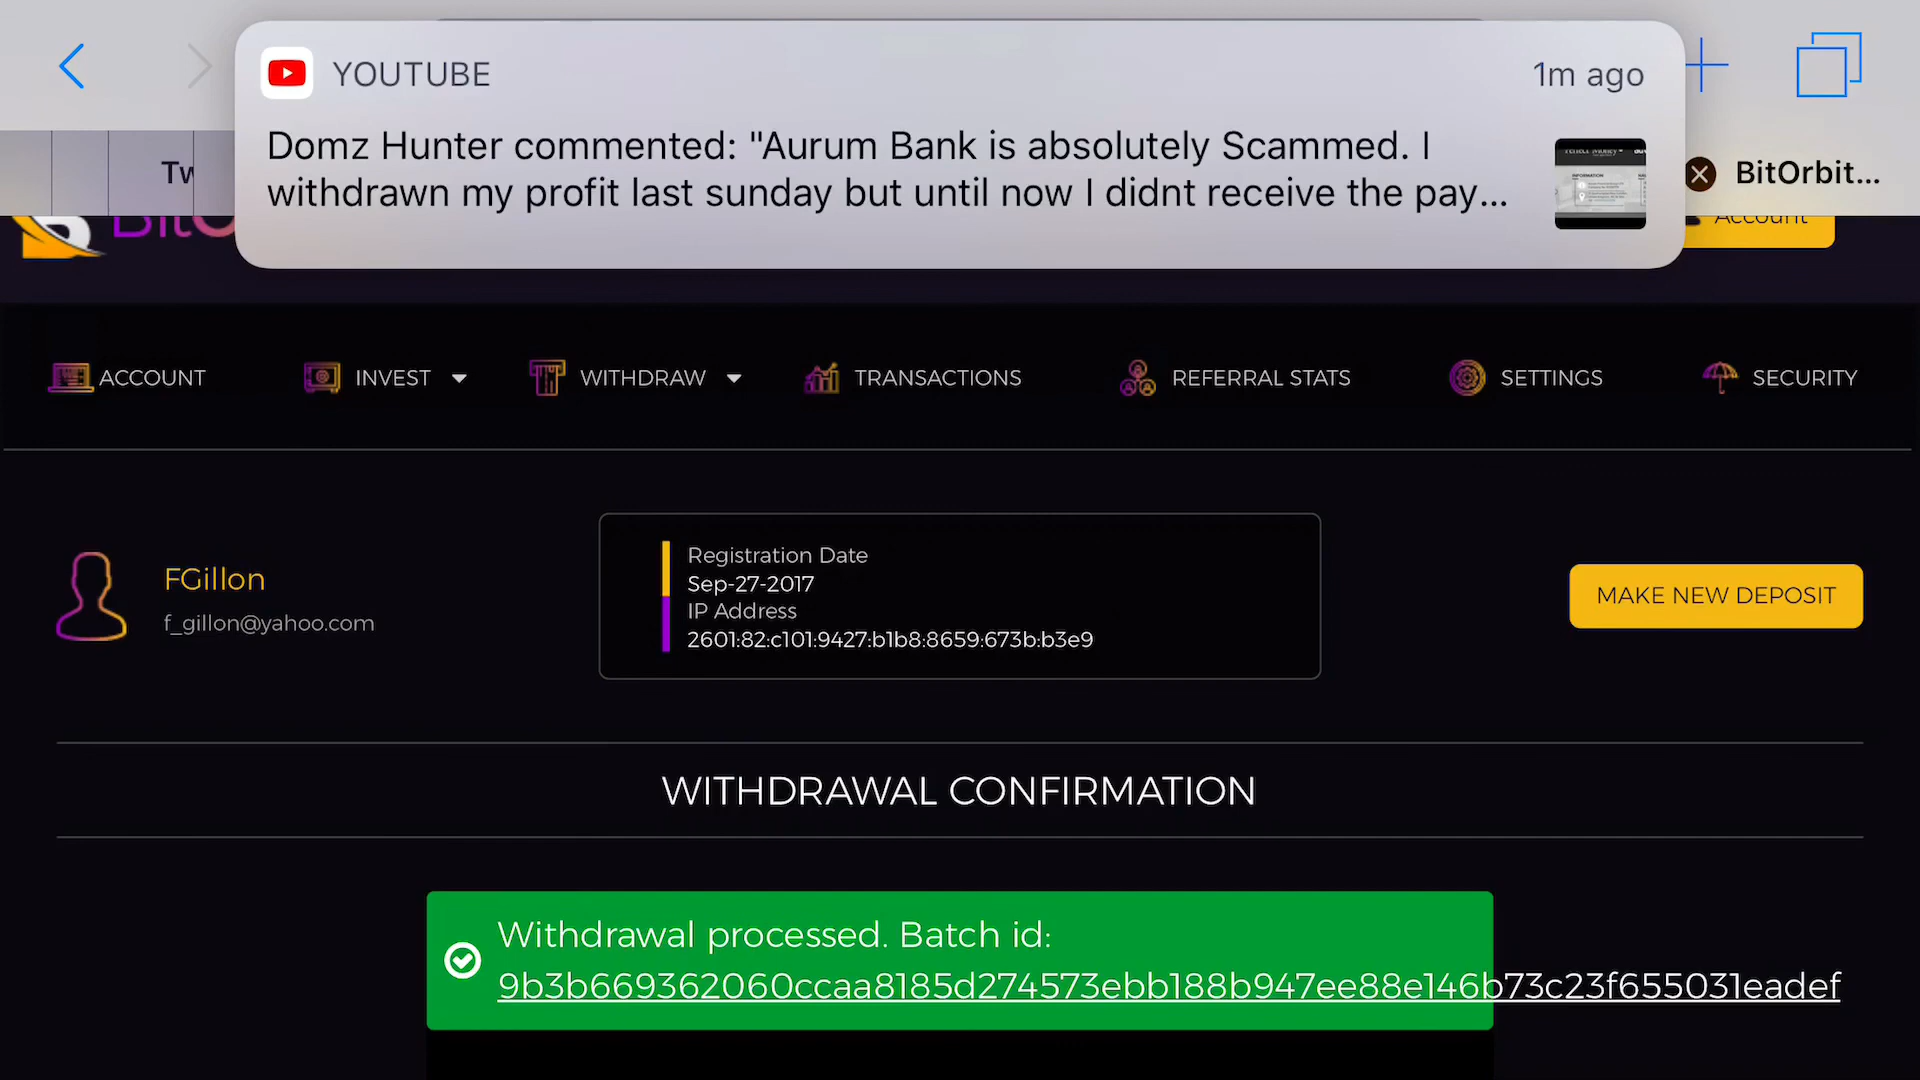 YOUTUBE
1m ago
Domz Hunter commented: "Aurum Bank is absolutely Scammed. I
withdrawn my profit last sunday but until now I didnt receive the pay...
Tw
BitOrbit...
BitO
Account
ACCOUNT
INVEST
WITHDRAW
TRANSACTIONS
REFERRAL STATS
SETTINGS
SECURITY
FGillon
f_gillon@yahoo.com
Registration Date
Sep-27-2017
IP Address
2601:82:c101:9427:b1b8:8659:673b:b3e9
MAKE NEW DEPOSIT
WITHDRAWAL CONFIRMATION
Withdrawal processed. Batch id:
9b3b669362060ccaa8185d274573ebb188b947ee88e146b73c23f655031eadef